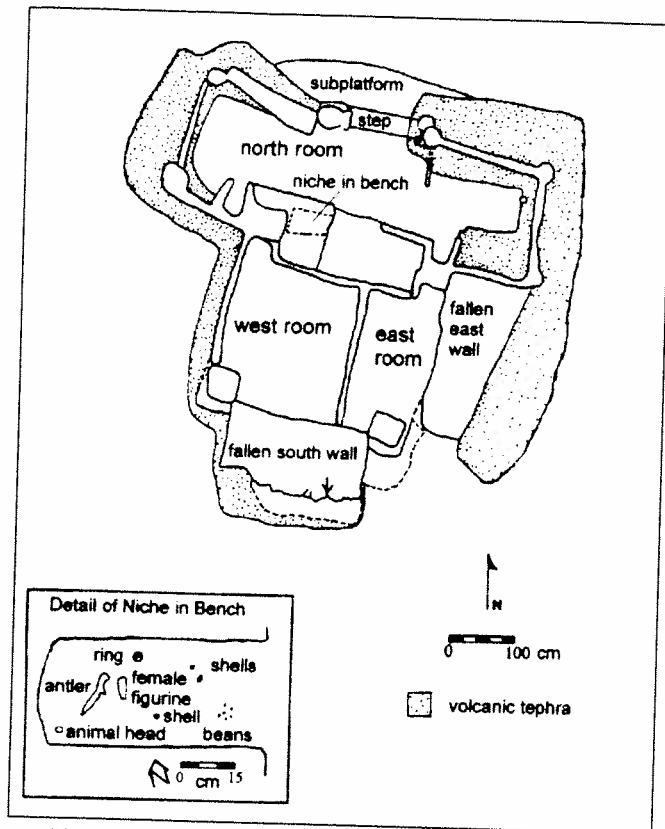 subplatform
step
north room
niche in bench
west room
east
room
fallen
east
wall
fallen south wall
N
0 100 cm
volcanic tephra
Detail of Niche in Bench
ring
shells
antler
female
figurine
shell
animal head
beans
N
0 15
cm